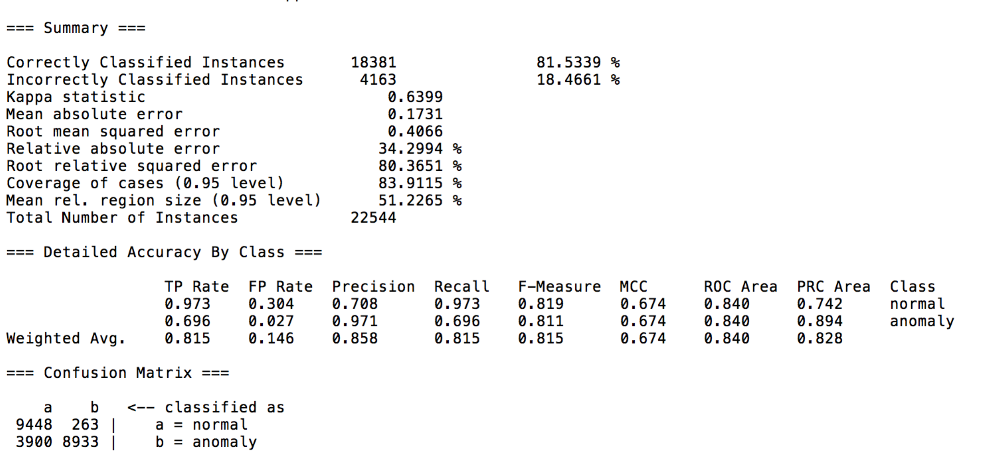 === Summary ===
Correctly Classified Instances 18381 81.5339 %
Incorrectly Classified Instances 4163 18.4661 %
Kappa statistic 0.6399
Mean absolute error 0.1731
Root mean squared error 0.4066
Relative absolute error 34.2994 %
Root relative squared error 80.3651 %
Coverage of cases (0.95 level) 83.9115 %
Mean rel. region size (0.95 level) 51.2265 %
Total Number of Instances 22544
=== Detailed Accuracy By Class ===
TP Rate FP Rate Precision Recall F-Measure MCC ROC Area PRC Area Class
0.973 0.304 0.708 0.973 0.819 0.674 0.840 0.742 normal
0.696 0.027 0.971 0.696 0.811 0.674 0.840 0.894 anomaly
Weighted Avg. 0.815 0.146 0.858 0.815 0.815 0.674 0.840 0.828
=== Confusion Matrix ===
a b <-- classified as
9448 263 | a = normal
3900 8933 | b = anomaly